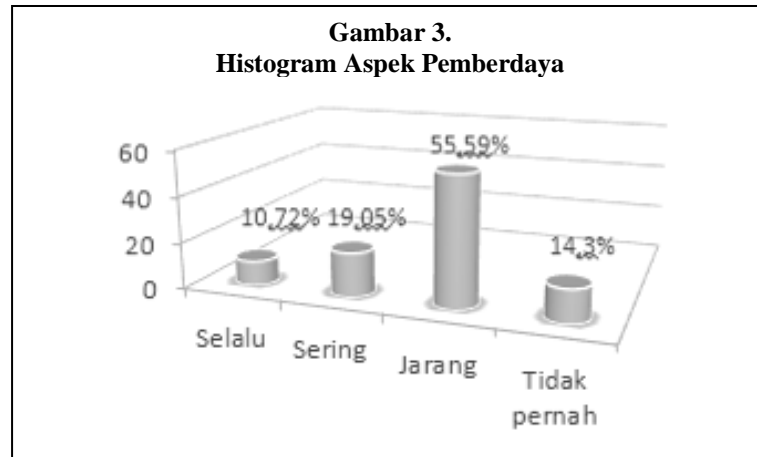 Gambar 3.
Histogram Aspek Pemberdaya
60
40
20
0
10,72%
19,05%
55,59%
14,3%
Selalu
Sering
Jarang
Tidak
pernah